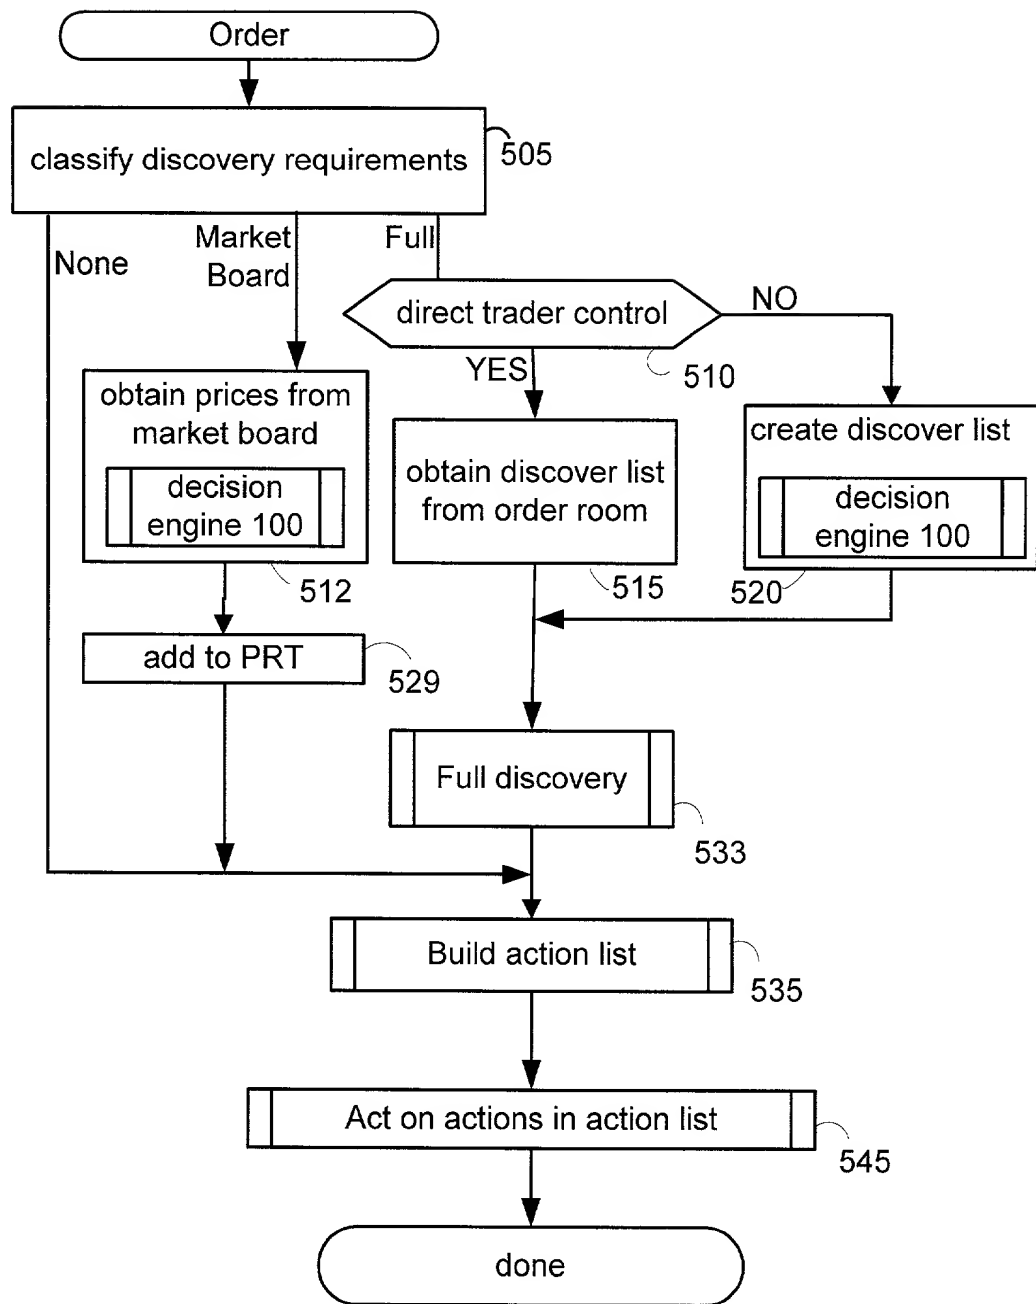 Order
classify discovery requirements
505
None
Market
Board
Full
direct trader control
NO
YES
510
obtain prices from
market board
decision
engine 100
512
obtain discover list
from order room
515
create discover list
decision
engine 100
520
add to PRT
529
Full discovery
533
Build action list
535
Act on actions in action list
545
done